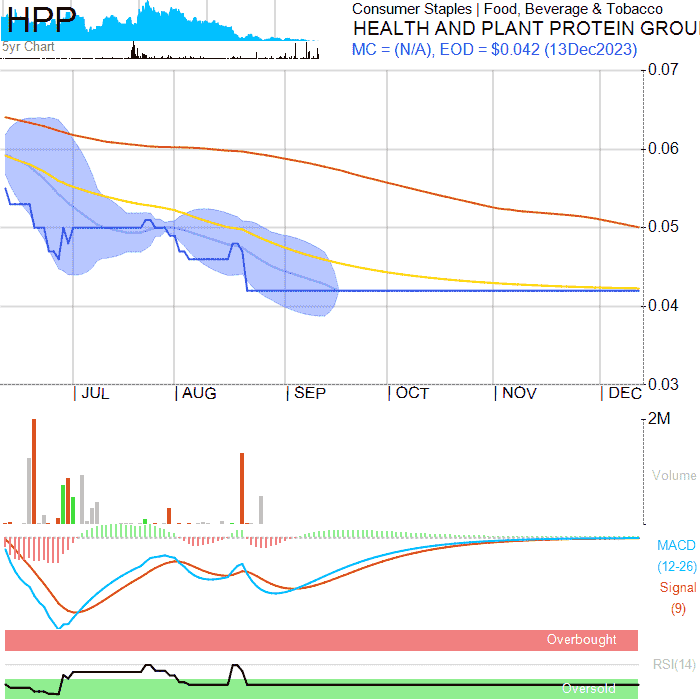 HPP
5yr Chart
Consumer Staples | Food, Beverage & Tobacco
HEALTH AND PLANT PROTEIN GROU
MC = (N/A), EOD = $0.042 (13Dec2023)
0.07
0.06
0.05
0.04
0.03
JUL
AUG
SEP
OCT
NOV
DEC
2M
Volume
MACD
(12-26)
Signal
(9)
Overbought
RSI(14)
Oversold